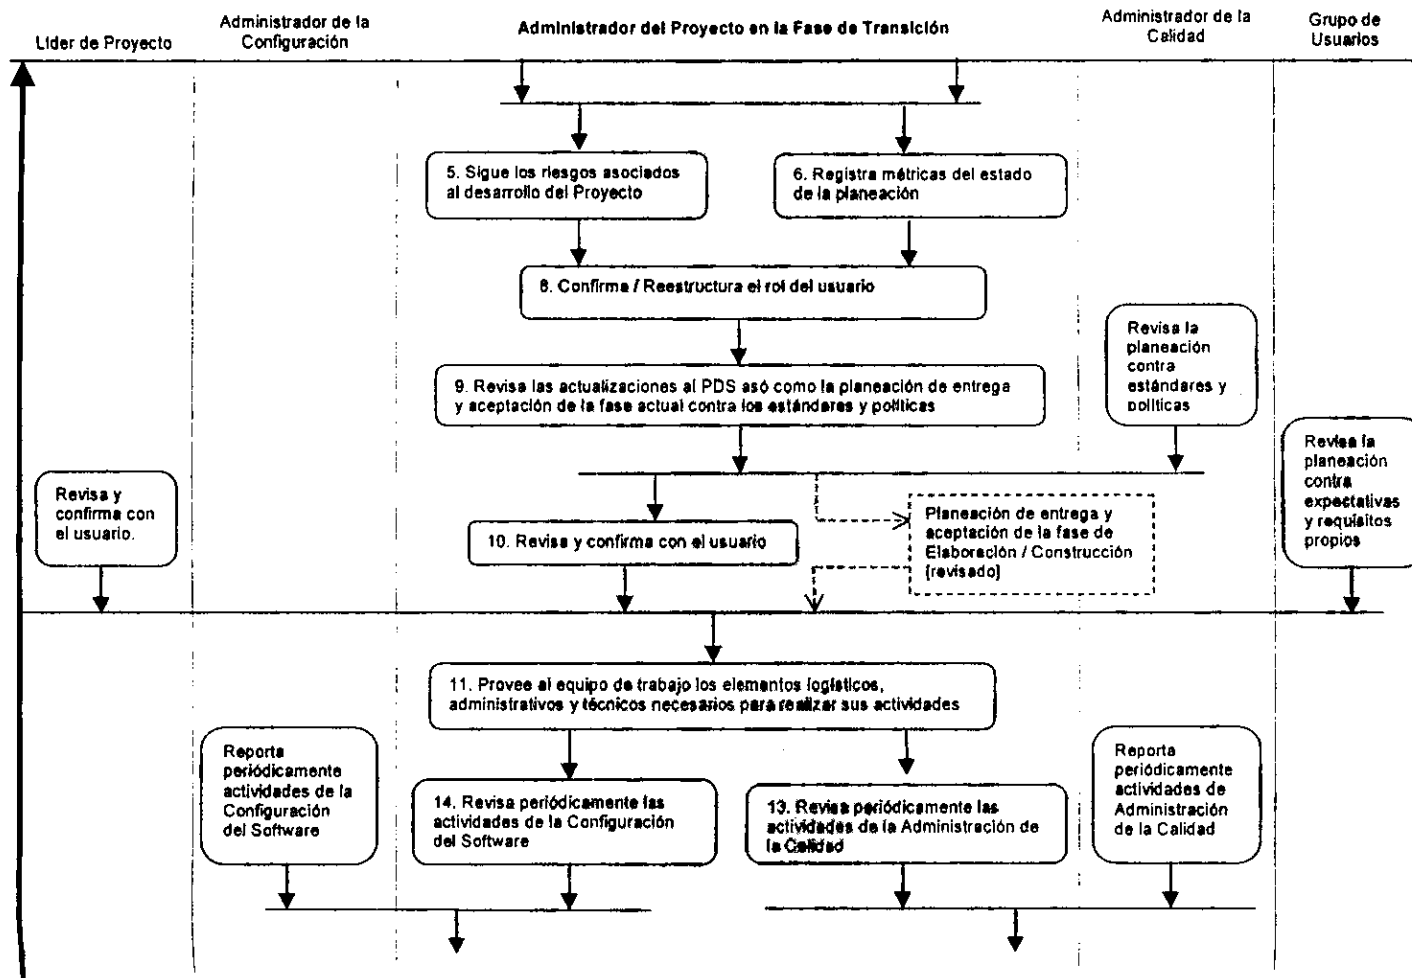 Líder de Proyecto
Administrador de la
Configuración
Administrador del Proyecto en la Fase de Transición
Administrador de la
Calidad
Grupo de
Usuarios
5. Sigue los riesgos asociados
al desarrollo del Proyecto
6. Registra métricas del estado
de la planeación
8. Confirma / Reestructura el rol del usuario
Revisa la
planeación
contra
estándares y
políticas
9. Revisa las actualizaciones al PDS asó como la planeación de entrega
y aceptación de la fase actual contra los estándares y políticas
Revisa la
planeación
contra
expectativas
y requisitos
propios
Revisa y
confirma con
el usuario.
10. Revisa y confirma con el usuario
Planeación de entrega y
aceptación de la fase de
Elaboración / Construcción
[revisado]
11. Provee al equipo de trabajo los elementos logísticos,
administrativos y técnicos necesarios para realizar sus actividades
Reporta
periódicamente
actividades de la
Configuración
del Software
14. Revisa periódicamente las
actividades de la Configuración
del Software
13. Revisa periódicamente las
actividades de la Administración de
la Calidad
Reporta
periódicamente
actividades de
Administración
de la Calidad